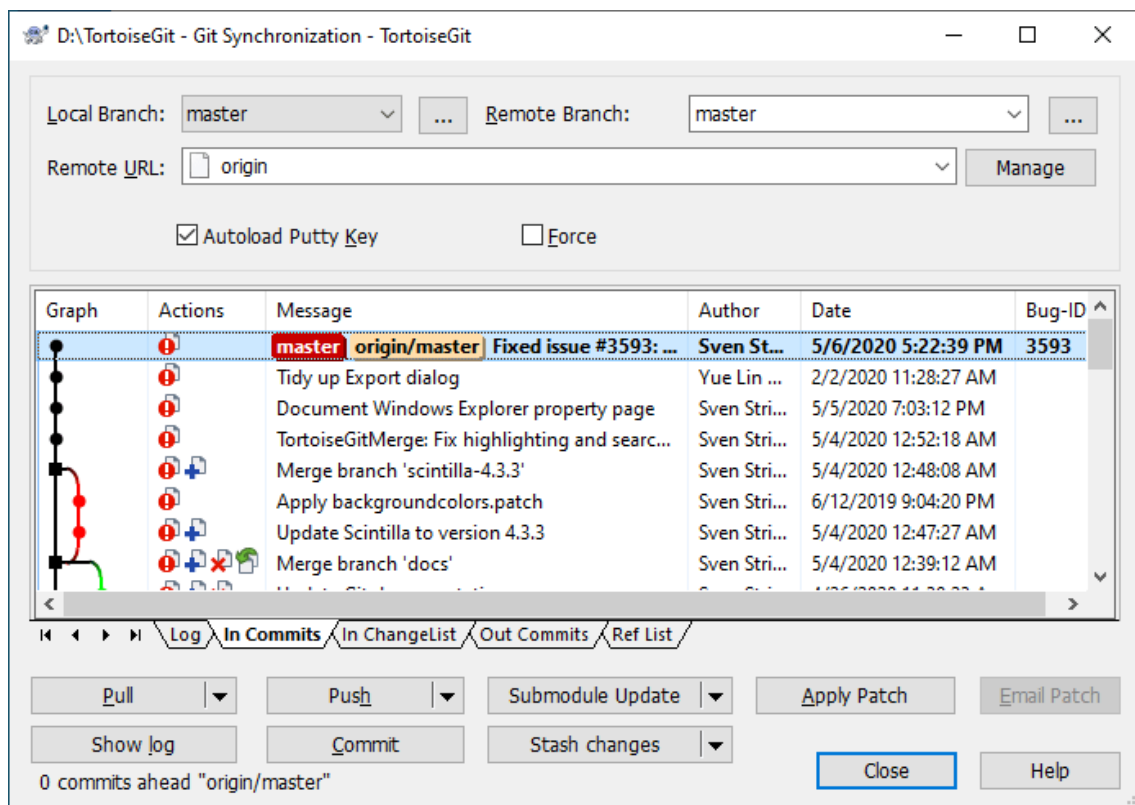 D:\TortoiseGit - Git Synchronization - TortoiseGit
Local Branch: master ... Remote Branch: master ...
Remote URL: origin Manage
Autoload Putty Key Force
Graph Actions Message Author Date Bug-ID
master origin/master Fixed issue #3593: ... Sven St... 5/6/2020 5:22:39 PM 3593
Tidy up Export dialog Yue Lin ... 2/2/2020 11:28:27 AM
Document Windows Explorer property page Sven Stri... 5/5/2020 7:03:12 PM
TortoiseGitMerge: Fix highlighting and searc... Sven Stri... 5/4/2020 12:52:18 AM
Merge branch 'scintilla-4.3.3' Sven Stri... 5/4/2020 12:48:08 AM
Apply backgroundcolors.patch Sven Stri... 6/12/2019 9:04:20 PM
Update Scintilla to version 4.3.3 Sven Stri... 5/4/2020 12:47:27 AM
Merge branch 'docs' Sven Stri... 5/4/2020 12:39:12 AM
Log In Commits In ChangeList Out Commits Ref List
Pull Push Submodule Update Apply Patch Email Patch
Show log Commit Stash changes
Close Help
0 commits ahead "origin/master"